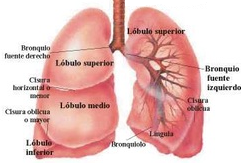 Lóbulo superior
Bronquio
fuente derecho
Lóbulo superior
Cisura
horizontal o
menor
Bronquio
fuente
izquierdo
Lóbulo medio
Cisura oblicua
o mayor
Cisura
oblicua
Lóbulo
inferior
Lingula
Bronquiolo